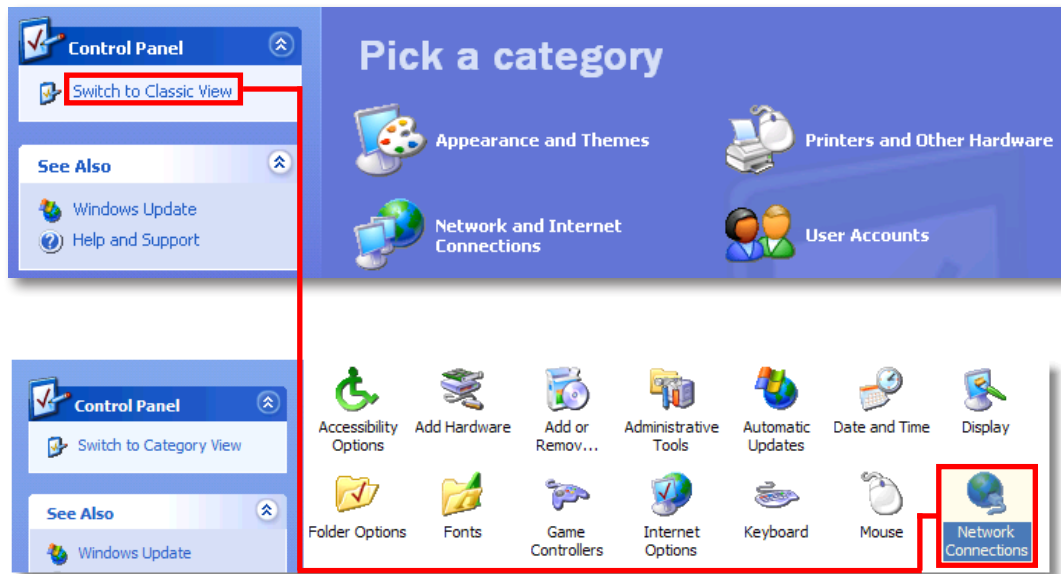 Control Panel
Switch to Classic View
See Also
Windows Update
Help and Support
Pick a category
Appearance and Themes
Printers and Other Hardware
Network and Internet
Connections
User Accounts
Control Panel
Switch to Category View
See Also
Windows Update
Accessibility
Options
Add Hardware
Add or
Remov...
Administrative
Tools
Automatic
Updates
Date and Time
Display
Folder Options
Fonts
Game
Controllers
Internet
Options
Keyboard
Mouse
Network
Connections